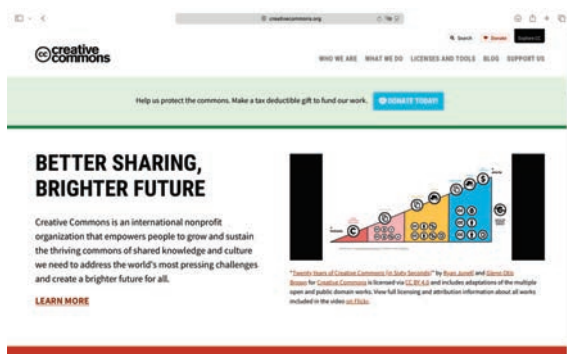 creativecommons.org
Search Donate Explore CC
creative commons
WHO WE ARE WHAT WE DO LICENSES AND TOOLS BLOG SUPPORT US
Help us protect the commons. Make a tax deductible gift to fund our work. DONATE TODAY!
BETTER SHARING,
BRIGHTER FUTURE
Creative Commons is an international nonprofit
organization that empowers people to grow and sustain
the thriving commons of shared knowledge and culture
we need to address the world's most pressing challenges
and create a brighter future for all.
LEARN MORE
"Twenty Years of Creative Commons (in Sixty Seconds)" by Ryan Junell and Glenn Otis
Brown for Creative Commons is licensed via CC BY 4.0 and includes adaptations of the multiple
open and public domain works. View full licensing and attribution information about all works
included in the video on Flickr.